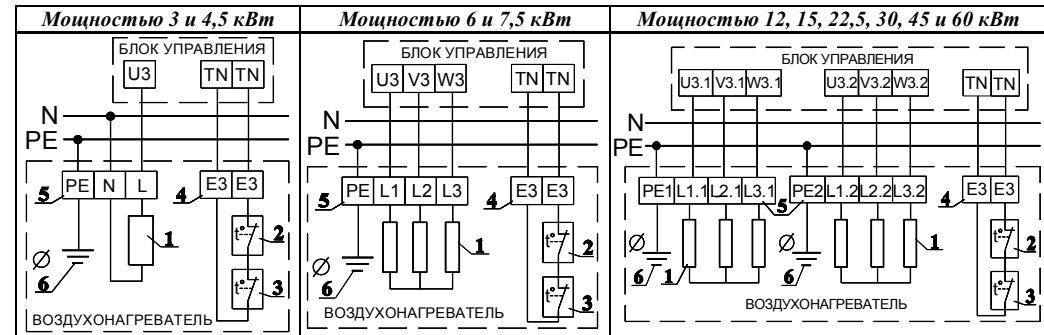 Мощностью 3 и 4,5 кВт
БЛОК УПРАВЛЕНИЯ
U3 TN TN
N
PE
PE N L E3 E3
5 4
1 t° 2
6 t° 3
ВОЗДУХОНАГРЕВАТЕЛЬ
Мощностью 6 и 7,5 кВт
БЛОК УПРАВЛЕНИЯ
U3 V3 W3 TN TN
N
PE
PE L1 L2 L3 E3 E3
5 4
1 t° 2
6 t° 3
ВОЗДУХОНАГРЕВАТЕЛЬ
Мощностью 12, 15, 22,5, 30, 45 и 60 кВт
БЛОК УПРАВЛЕНИЯ
U3.1 V3.1 W3.1 U3.2 V3.2 W3.2 TN TN
N
PE
PE1 L1.1 L2.1 L3.1 PE2 L1.2 L2.2 L3.2 E3 E3
5 4
1 t° 2
6 1 6 t° 3
ВОЗДУХОНАГРЕВАТЕЛЬ